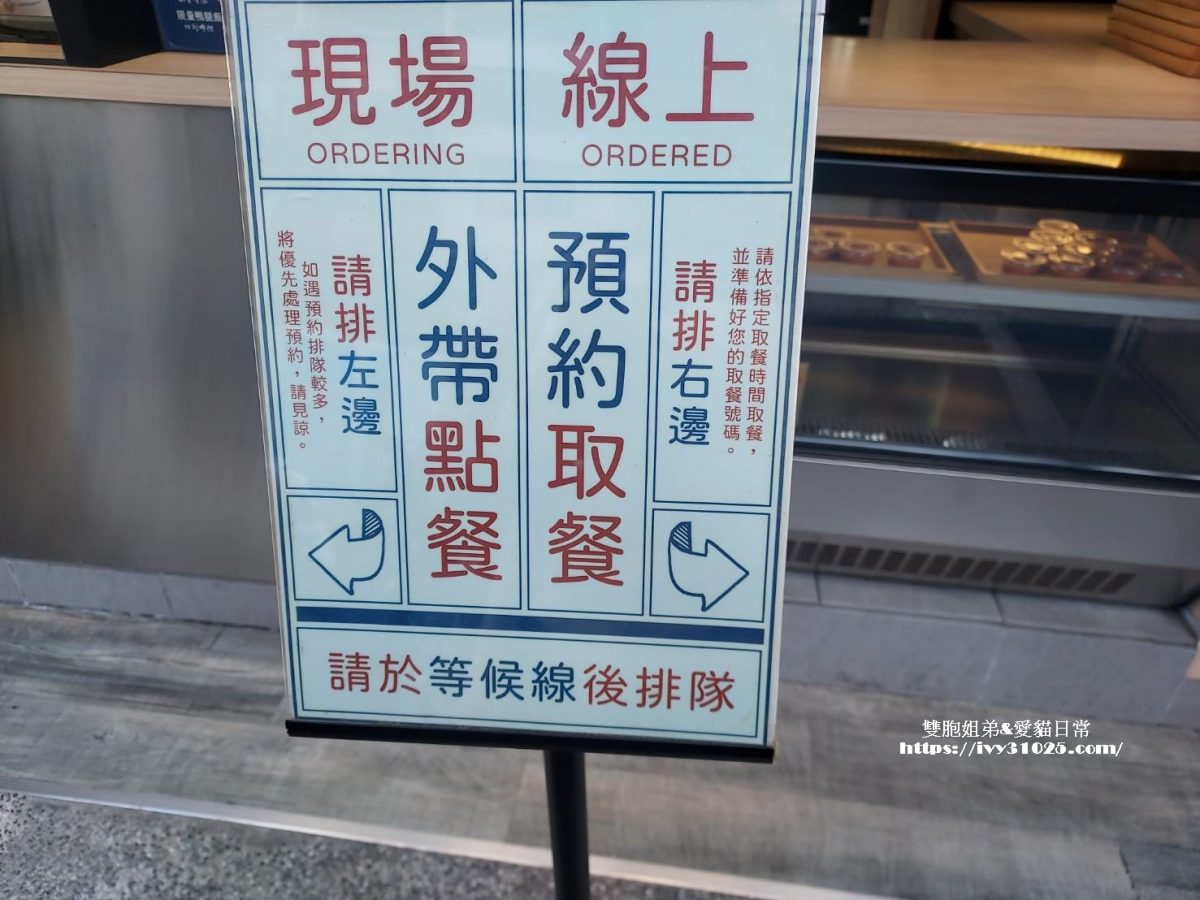 現場
ORDERING
線上
ORDERED
外帶點餐
請排左邊
如遇預約排隊較多，
將優先處理預約，請見諒。
請依指定取餐時間取餐，
並準備好您的取餐號碼。
請排右邊
預約取餐
請於等候線後排隊
雙胞姐弟&愛貓日常
https://ivy31025.com/